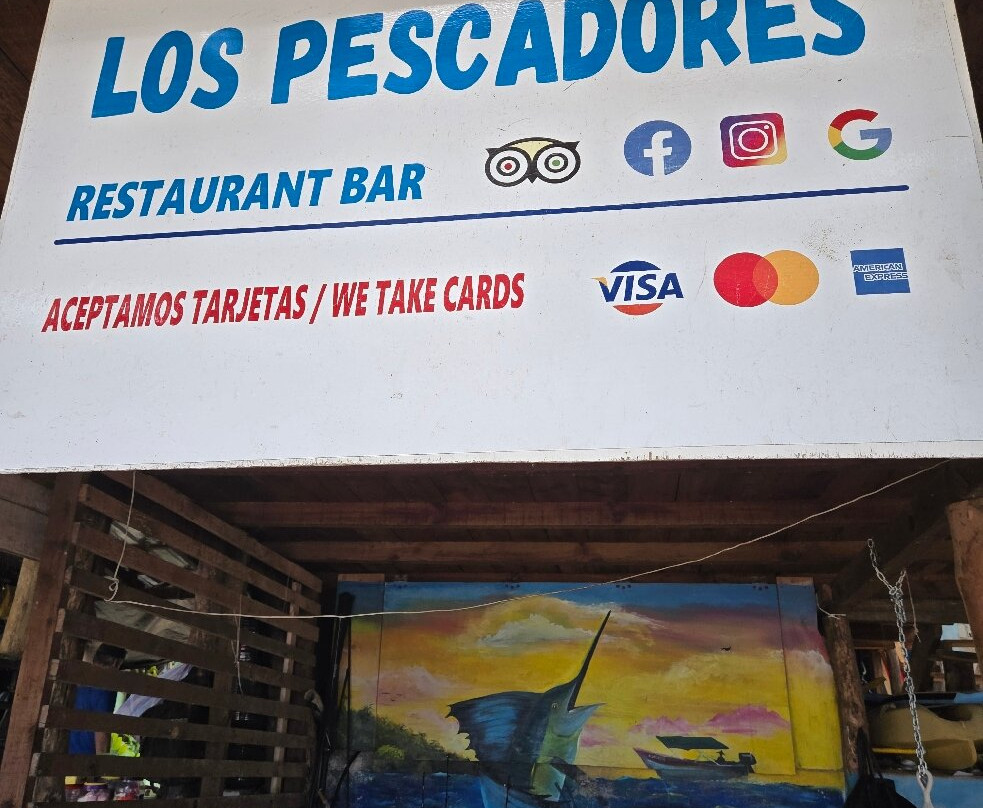 LOS PESCADORES
RESTAURANT BAR
f G
ACEPTAMOS TARJETAS / WE TAKE CARDS
VISA
AMERICAN
EXPRESS